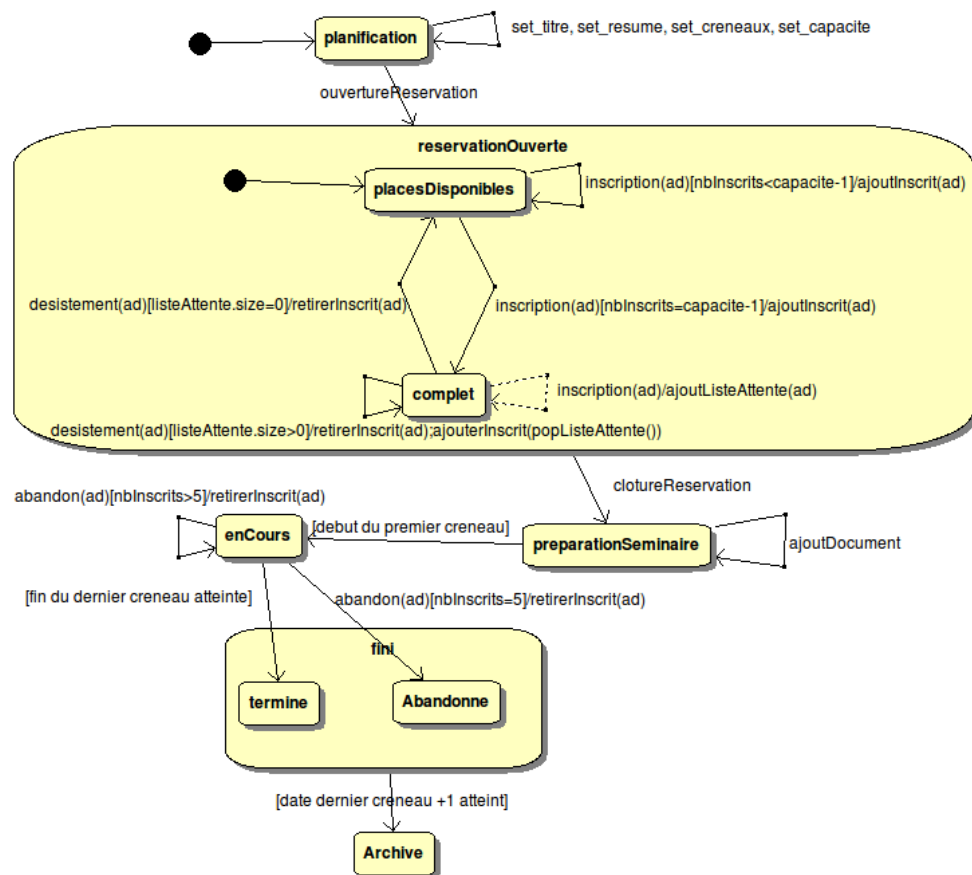 planification
set_titre, set_resume, set_creneaux, set_capacite
ouvertureReservation
reservationOuverte
placesDisponibles
inscription(ad)[nbInscrits<capacite-1]/ajoutInscrit(ad)
desistement(ad)[listeAttente.size=0]/retirerInscrit(ad)
inscription(ad)[nbInscrits=capacite-1]/ajoutInscrit(ad)
complet
inscription(ad)/ajoutListeAttente(ad)
desistement(ad)[listeAttente.size>0]/retirerInscrit(ad);ajouterInscrit(popListeAttente())
clotureReservation
abandon(ad)[nbInscrits>5]/retirerInscrit(ad)
enCours
[debut du premier creneau]
preparationSeminaire
ajoutDocument
[fin du dernier creneau atteinte]
abandon(ad)[nbInscrits=5]/retirerInscrit(ad)
fini
termine
Abandonne
[date dernier creneau +1 atteint]
Archive